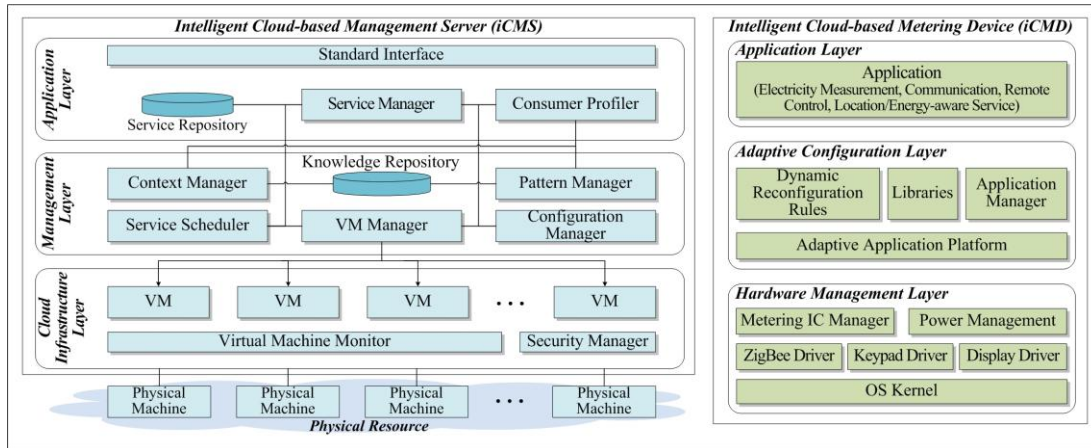 Intelligent Cloud-based Management Server (iCMS)
Application
Layer
Standard Interface
Service Repository
Service Manager
Consumer Profiler
Management
Layer
Knowledge Repository
Context Manager
Pattern Manager
Service Scheduler
VM Manager
Configuration
Manager
Cloud
Infrastructure
Layer
VM
VM
VM
...
VM
Virtual Machine Monitor
Security Manager
Physical
Machine
Physical
Machine
Physical
Machine
...
Physical
Machine
Physical Resource
Intelligent Cloud-based Metering Device (iCMD)
Application Layer
Application
(Electricity Measurement, Communication, Remote
Control, Location/Energy-aware Service)
Adaptive Configuration Layer
Dynamic
Reconfiguration
Rules
Libraries
Application
Manager
Adaptive Application Platform
Hardware Management Layer
Metering IC Manager
Power Management
ZigBee Driver
Keypad Driver
Display Driver
OS Kernel